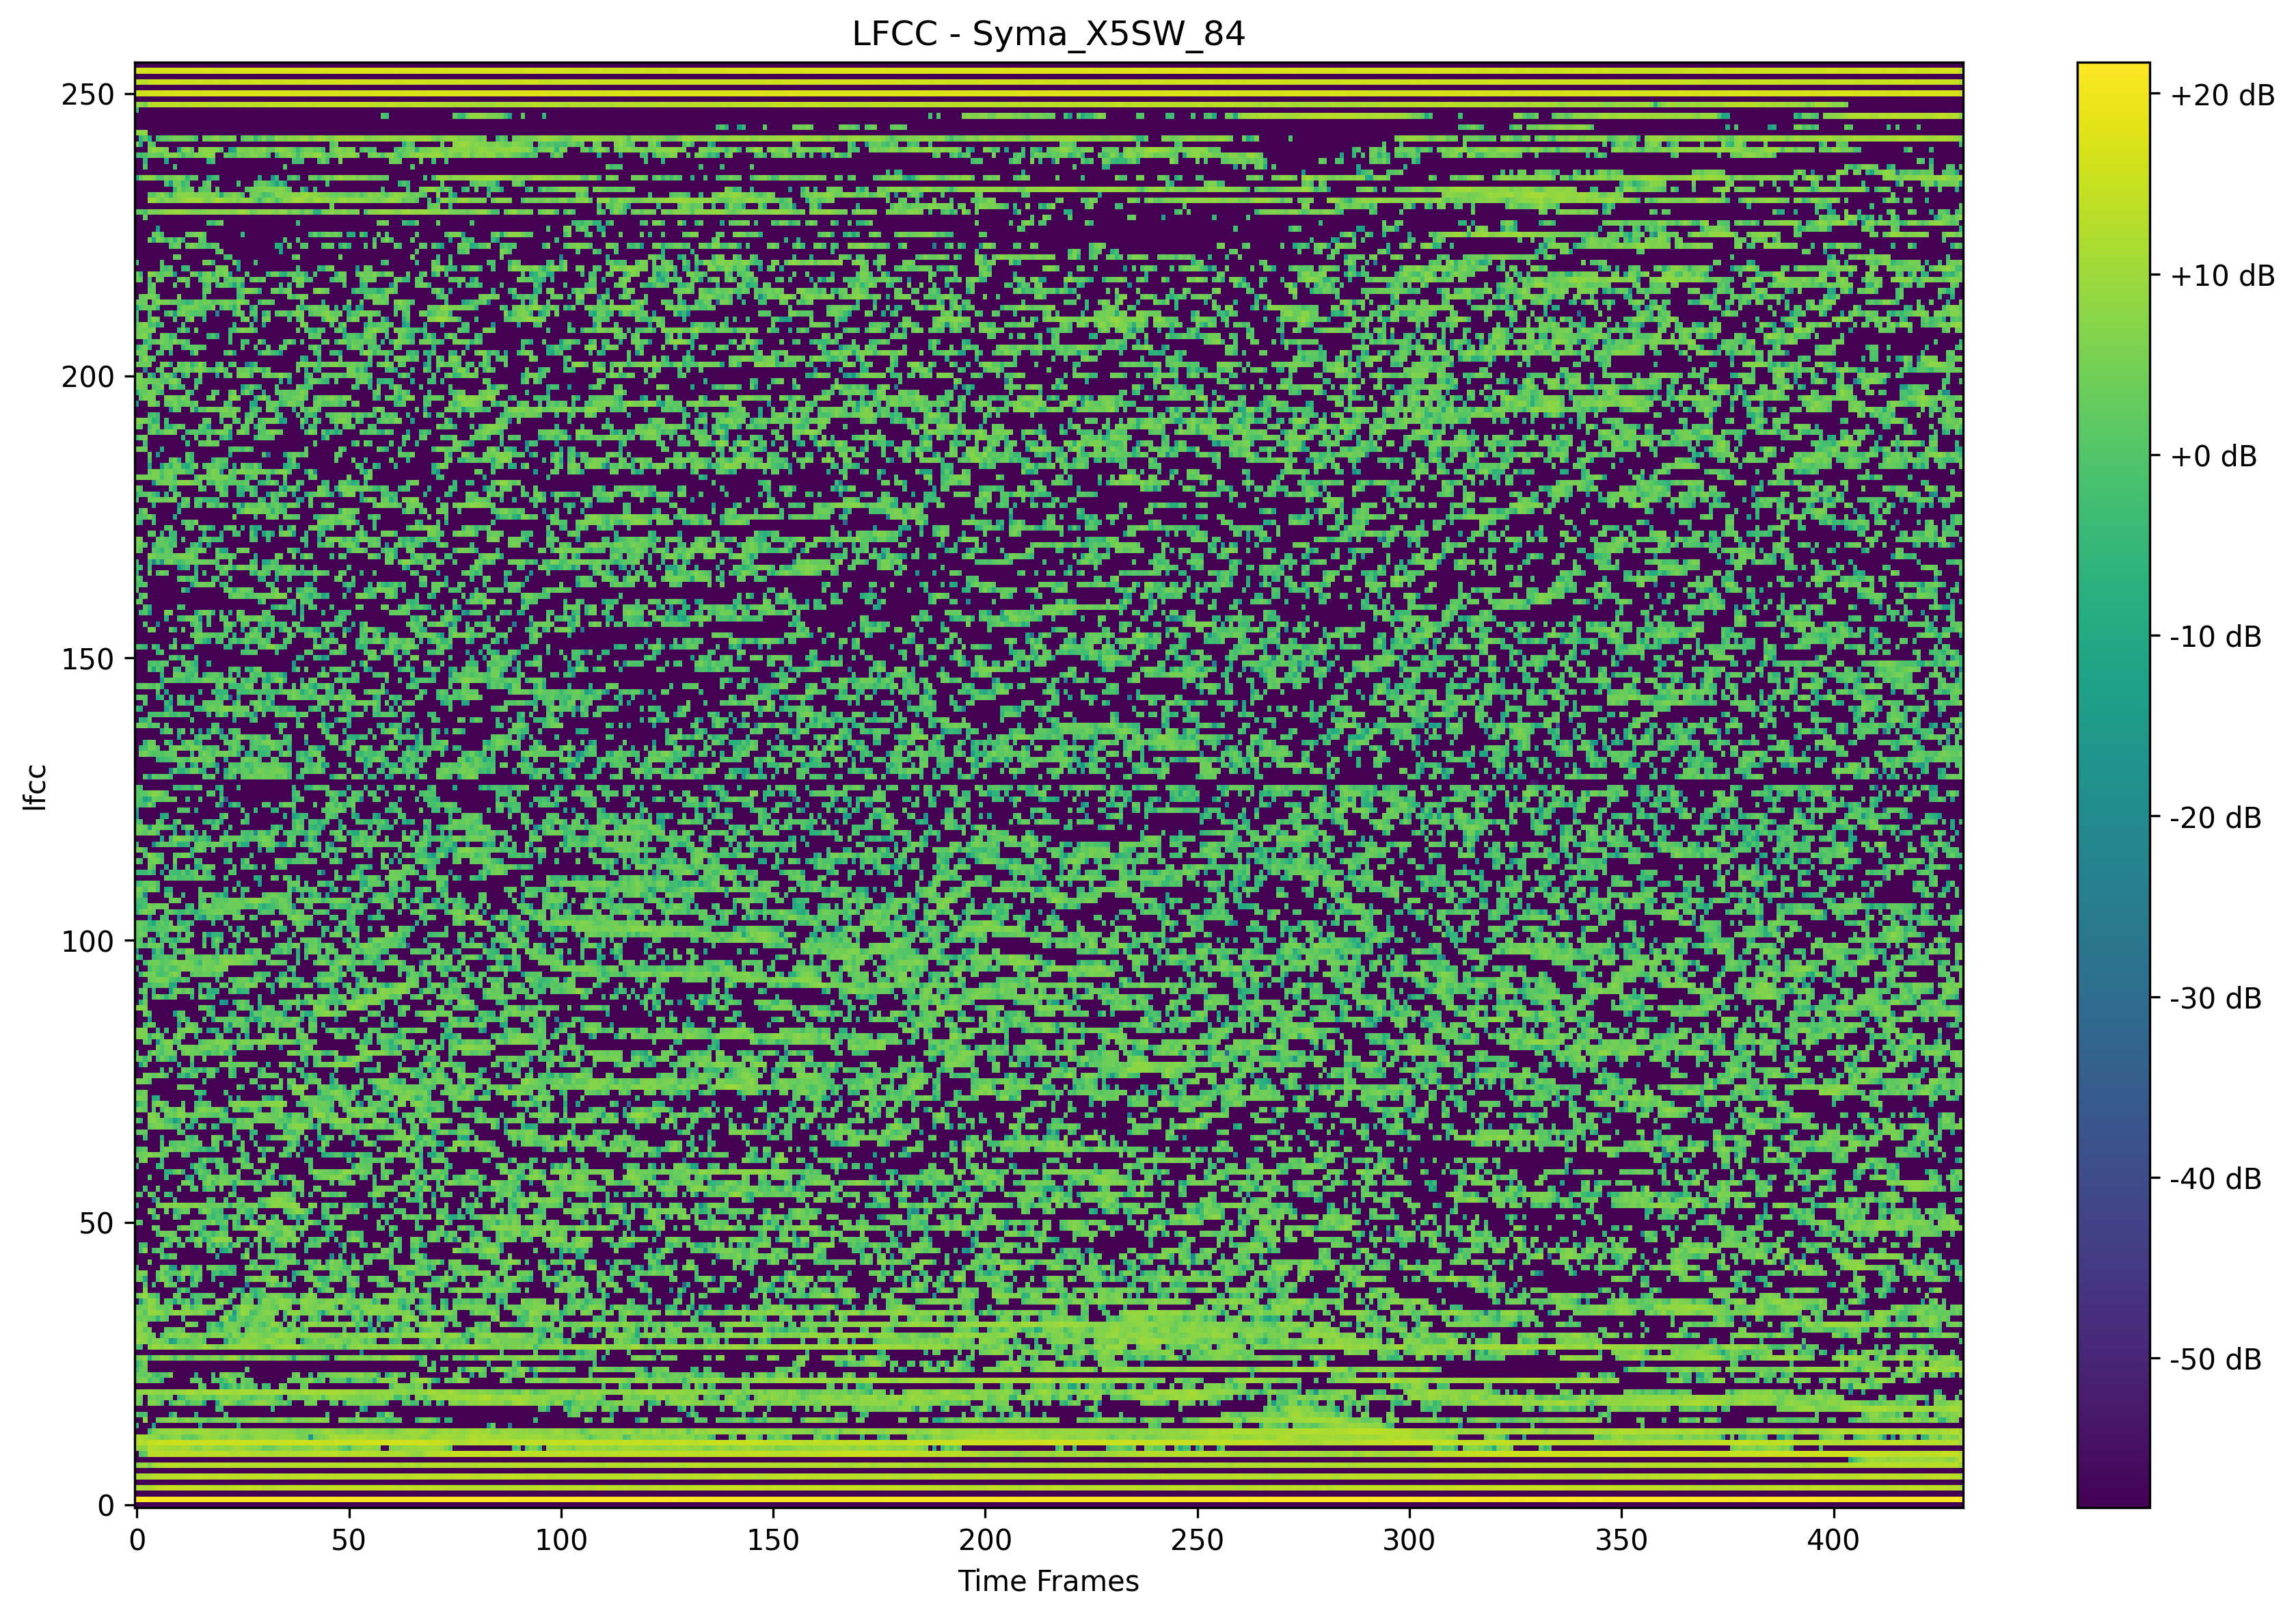 LFCC - Syma_X5SW_84
lfcc
250
200
150
100
50
0
0 50 100 150 200 250 300 350 400
Time Frames
+20 dB
+10 dB
+0 dB
-10 dB
-20 dB
-30 dB
-40 dB
-50 dB